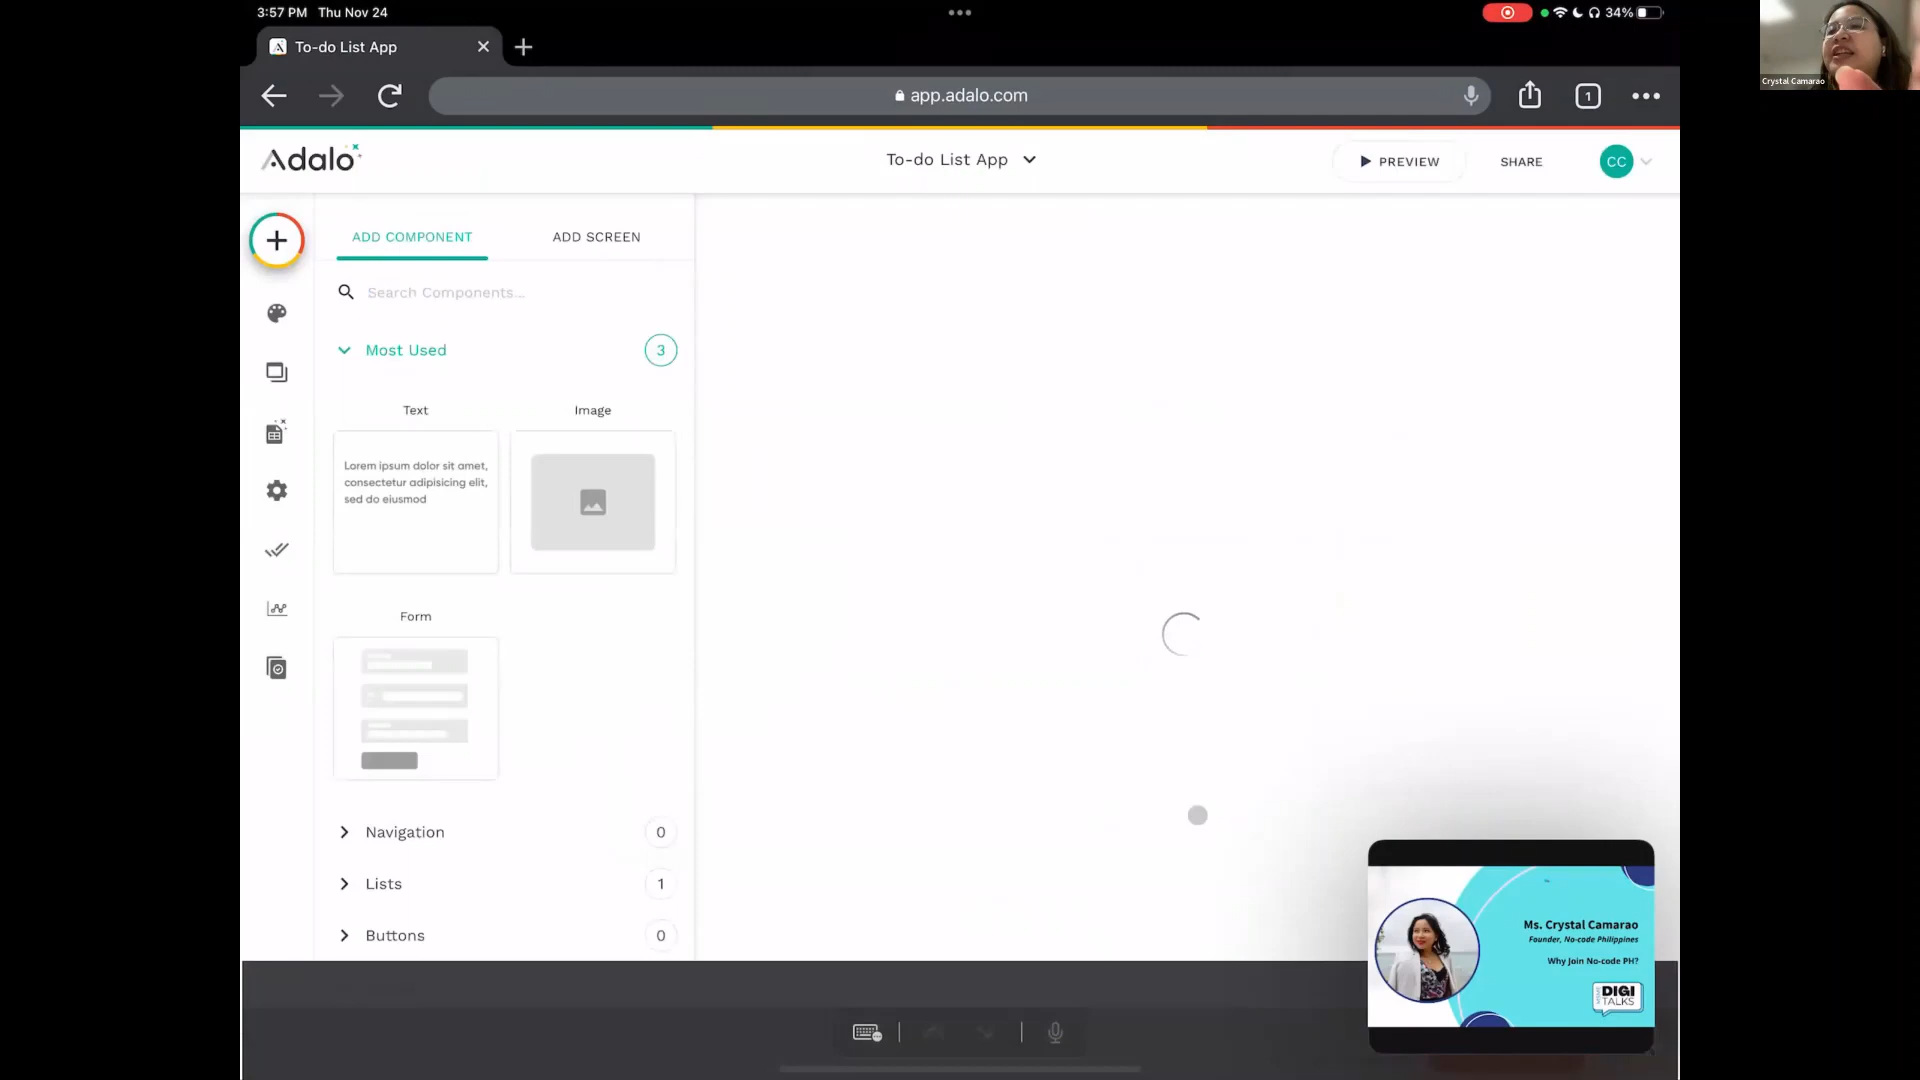 3:57 PM Thu Nov 24
34%
Crystal Camarao
To-do List App
app.adalo.com
1
Adalo
To-do List App
PREVIEW
SHARE
CC
ADD COMPONENT
ADD SCREEN
Search Components...
Most Used
3
Text
Image
Lorem ipsum dolor sit amet,
consectetur adipisicing elit,
sed do eiusmod
Form
Navigation
0
Lists
1
Buttons
0
Ms. Crystal Camarao
Founder, No-code Philippines
Why Join No-code PH?
DIGI
TALKS